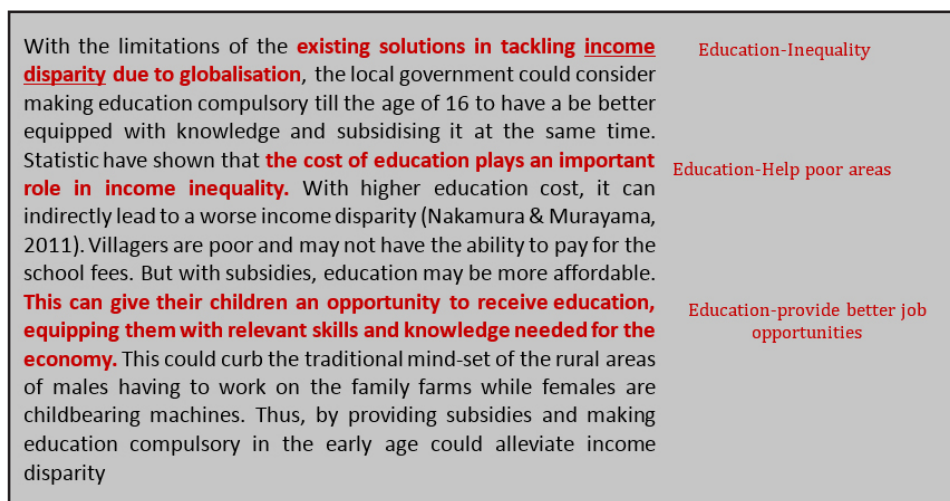 With the limitations of the existing solutions in tackling income
disparity due to globalisation, the local government could consider
making education compulsory till the age of 16 to have a be better
equipped with knowledge and subsidising it at the same time.
Statistic have shown that the cost of education plays an important
role in income inequality. With higher education cost, it can
indirectly lead to a worse income disparity (Nakamura & Murayama,
2011). Villagers are poor and may not have the ability to pay for the
school fees. But with subsidies, education may be more affordable.
This can give their children an opportunity to receive education,
equipping them with relevant skills and knowledge needed for the
economy. This could curb the traditional mind-set of the rural areas
of males having to work on the family farms while females are
childbearing machines. Thus, by providing subsidies and making
education compulsory in the early age could alleviate income
disparity
Education-Inequality
Education-Help poor areas
Education-provide better job
opportunities